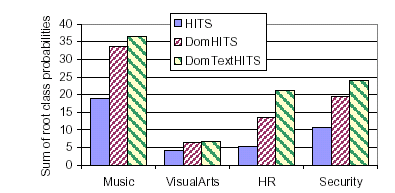 Sum of root class probabilities
40
35
30
25
20
15
10
5
0
HITS
DomHITS
DomTextHITS
Music VisualArts HR Security